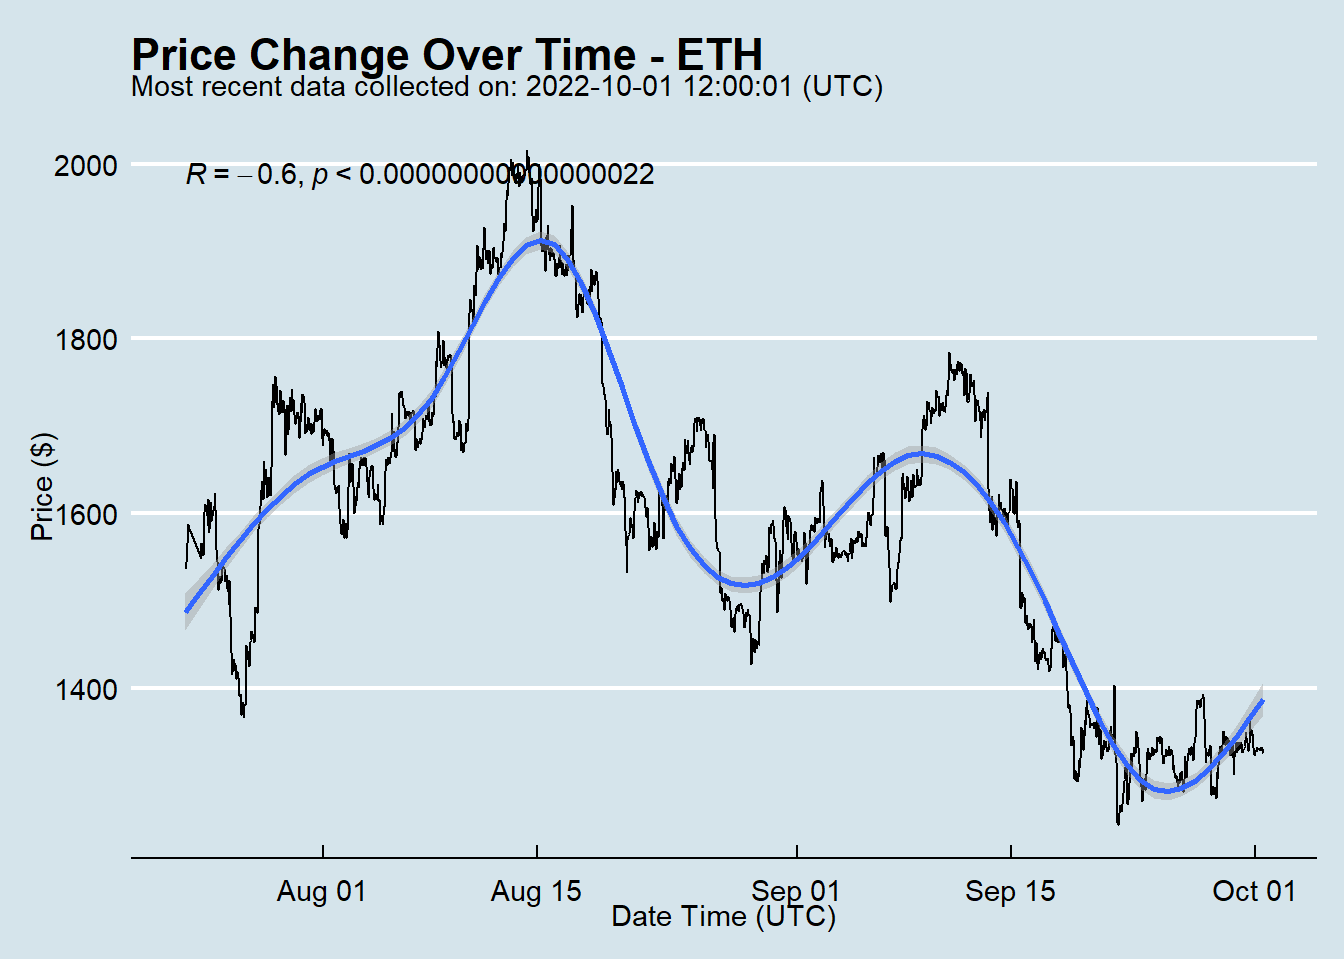 Price Change Over Time - ETH
Most recent data collected on: 2022-10-01 12:00:01 (UTC)
R = −0.6, p < 0.00000000000000022
2000
1800
1600
1400
Price ($)
Aug 01 Aug 15 Sep 01 Sep 15 Oct 01
Date Time (UTC)